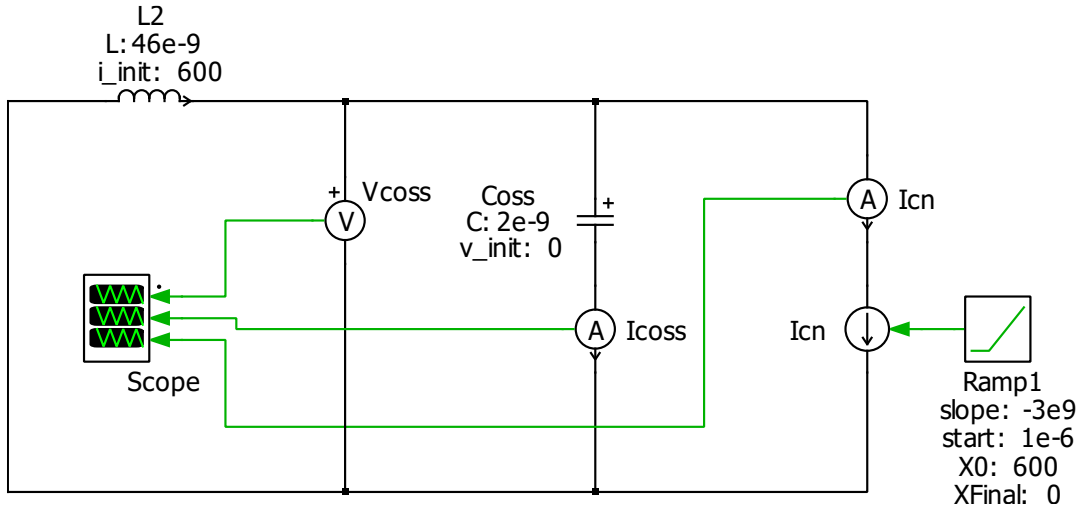 L2
L: 46e-9
i_init: 600
+
Vcoss
V
Coss
+
C: 2e-9
v_init: 0
A
Icn
A
Icoss
Icn
Scope
Ramp1
slope: -3e9
start: 1e-6
X0: 600
XFinal: 0